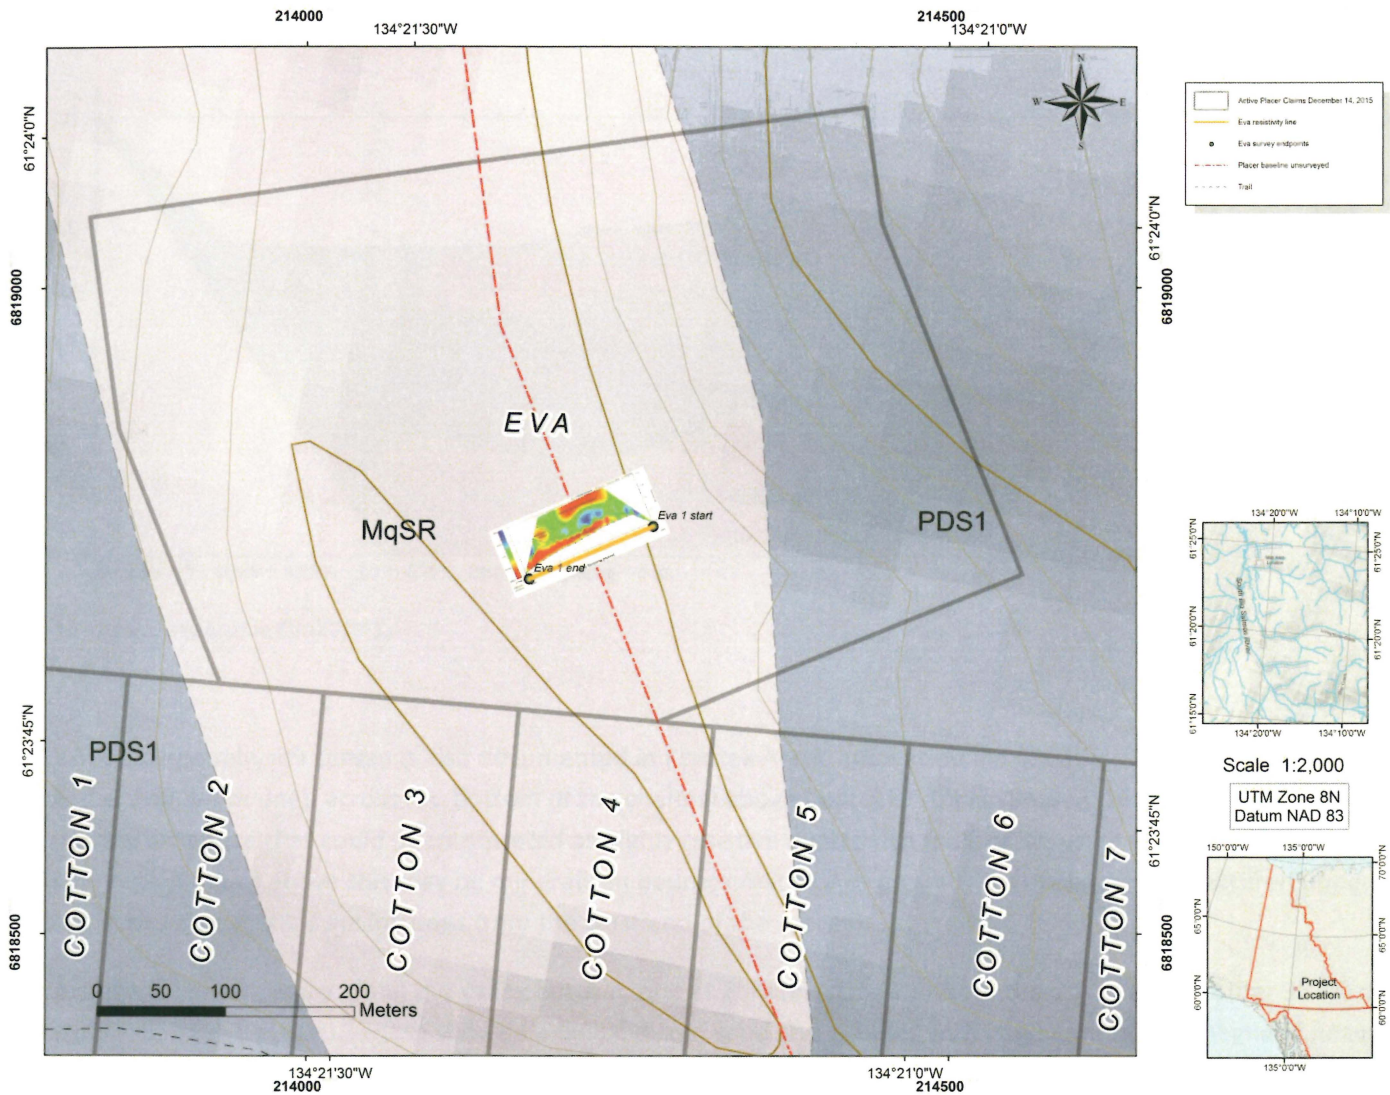 214000
214500
134°21'30"W
134°21'0"W
61°24'0"N
61°24'0"N
6819000
6819000
N
W
E
S
Active Placer Claims December 14, 2015
Eva resistivity line
Eva survey endpoints
Placer baseline unsurveyed
Trail
EVA
MqSR
PDS1
Eva 1 start
Eva 1 end
PDS1
61°23'45"N
61°23'45"N
COTTON 1
COTTON 2
COTTON 3
COTTON 4
COTTON 5
COTTON 6
COTTON 7
6818500
6818500
0 50 100 200
Meters
134°21'30"W
134°21'0"W
214000
214500
134°20'0"W
134°10'0"W
61°25'0"N
61°25'0"N
61°20'0"N
61°20'0"N
61°15'0"N
61°15'0"N
South Big Salmon River
134°20'0"W
134°10'0"W
Scale 1:2,000
UTM Zone 8N
Datum NAD 83
150°0'0"W
135°0'0"W
70°0'0"N
65°0'0"N
65°0'0"N
60°0'0"N
60°0'0"N
Project
Location
135°0'0"W